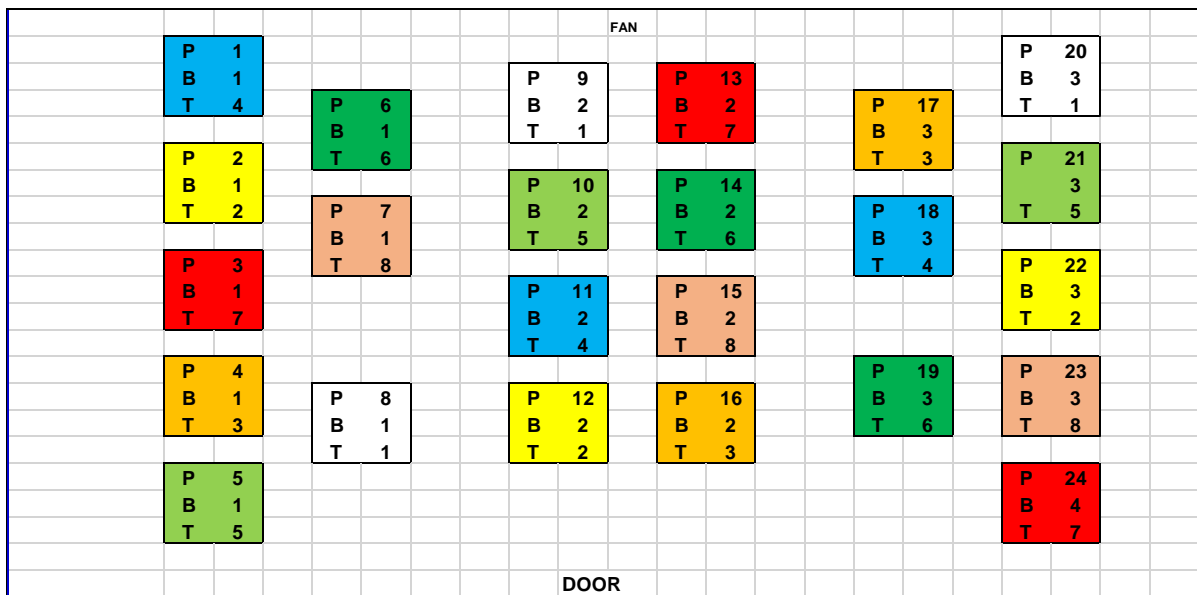 FAN
P 1
B 1
T 4
P 2
B 1
T 2
P 3
B 1
T 7
P 4
B 1
T 3
P 5
B 1
T 5
P 6
B 1
T 6
P 7
B 1
T 8
P 8
B 1
T 1
P 9
B 2
T 1
P 10
B 2
T 5
P 11
B 2
T 4
P 12
B 2
T 2
P 13
B 2
T 7
P 14
B 2
T 6
P 15
B 2
T 8
P 16
B 2
T 3
P 17
B 3
T 3
P 18
B 3
T 4
P 19
B 3
T 6
P 20
B 3
T 1
P 21
3
T 5
P 22
B 3
T 2
P 23
B 3
T 8
P 24
B 4
T 7
DOOR